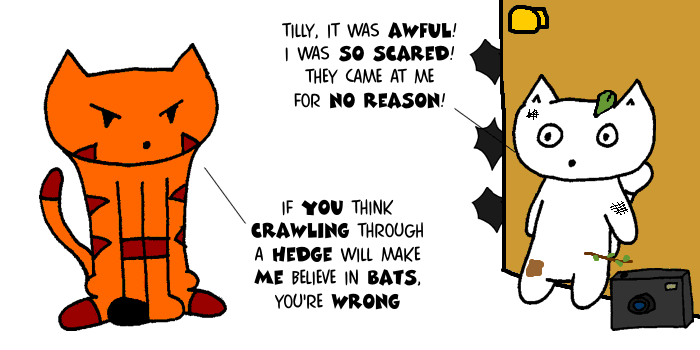 TILLY, IT WAS AWFUL!
I WAS SO SCARED!
THEY CAME AT ME
FOR NO REASON!
IF YOU THINK
CRAWLING THROUGH
A HEDGE WILL MAKE
ME BELIEVE IN BATS,
YOU'RE WRONG